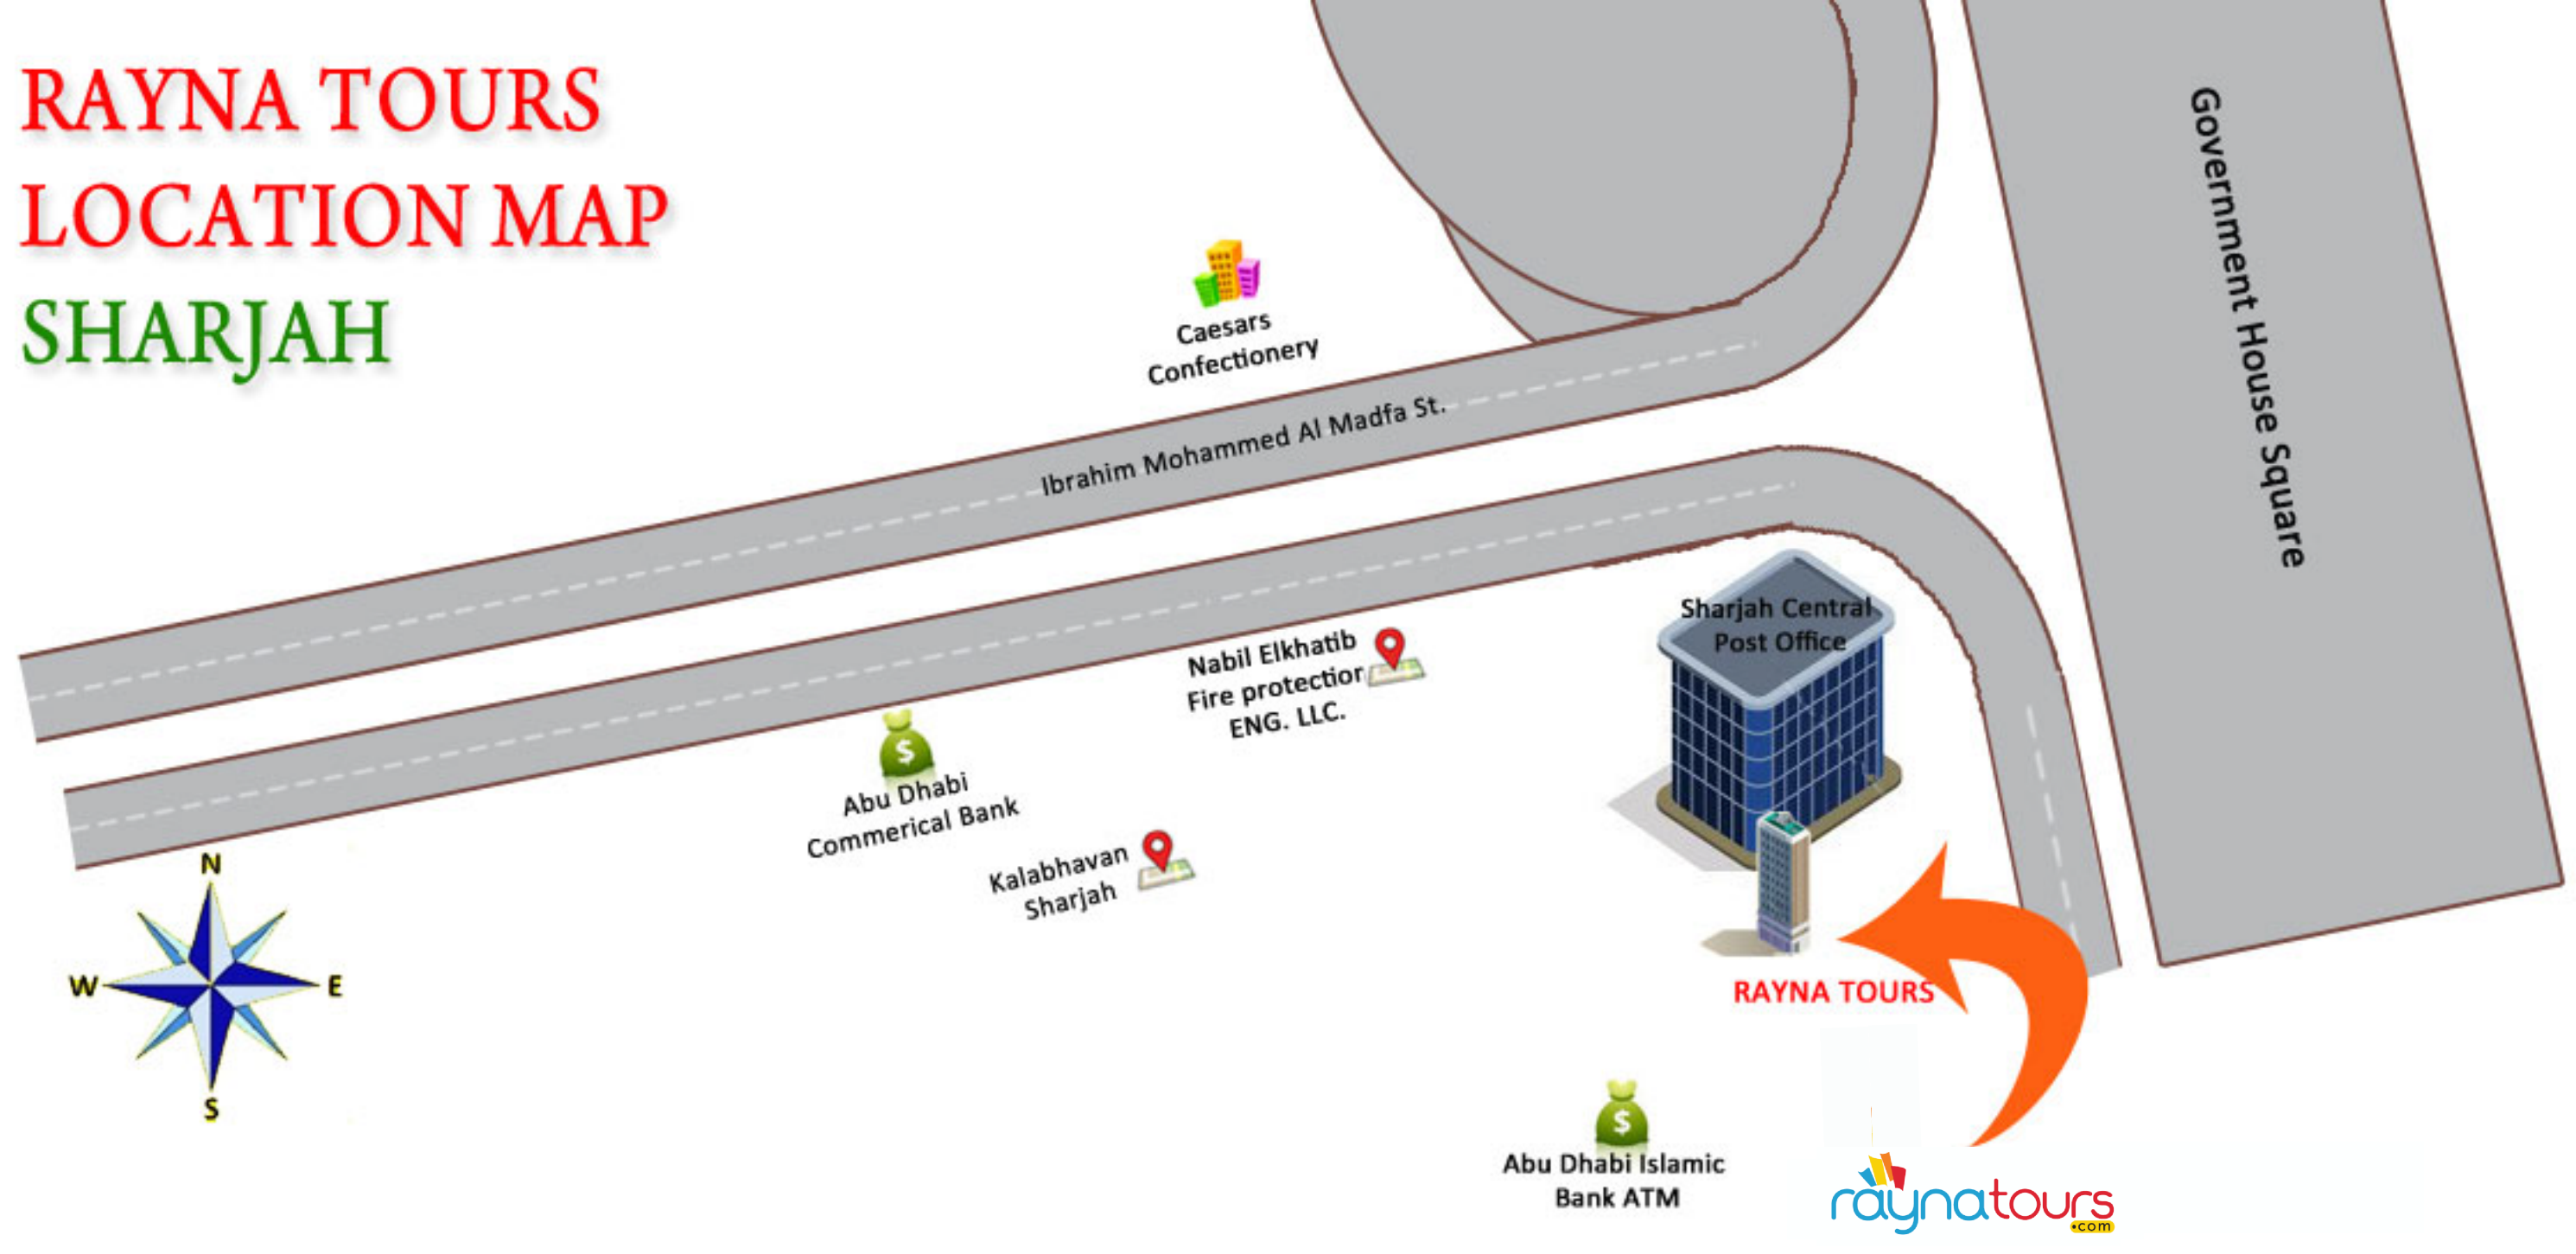 RAYNA TOURS
LOCATION MAP
SHARJAH
Government House Square
Caesars
Confectionery
Ibrahim Mohammed Al Madfa St.
Sharjah Central
Post Office
Nabil Elkhatib
Fire protection
ENG. LLC.
$
Abu Dhabi
Commerical Bank
Kalabhavan
Sharjah
N
W
E
S
RAYNA TOURS
$
Abu Dhabi Islamic
Bank ATM
raynatours
.com